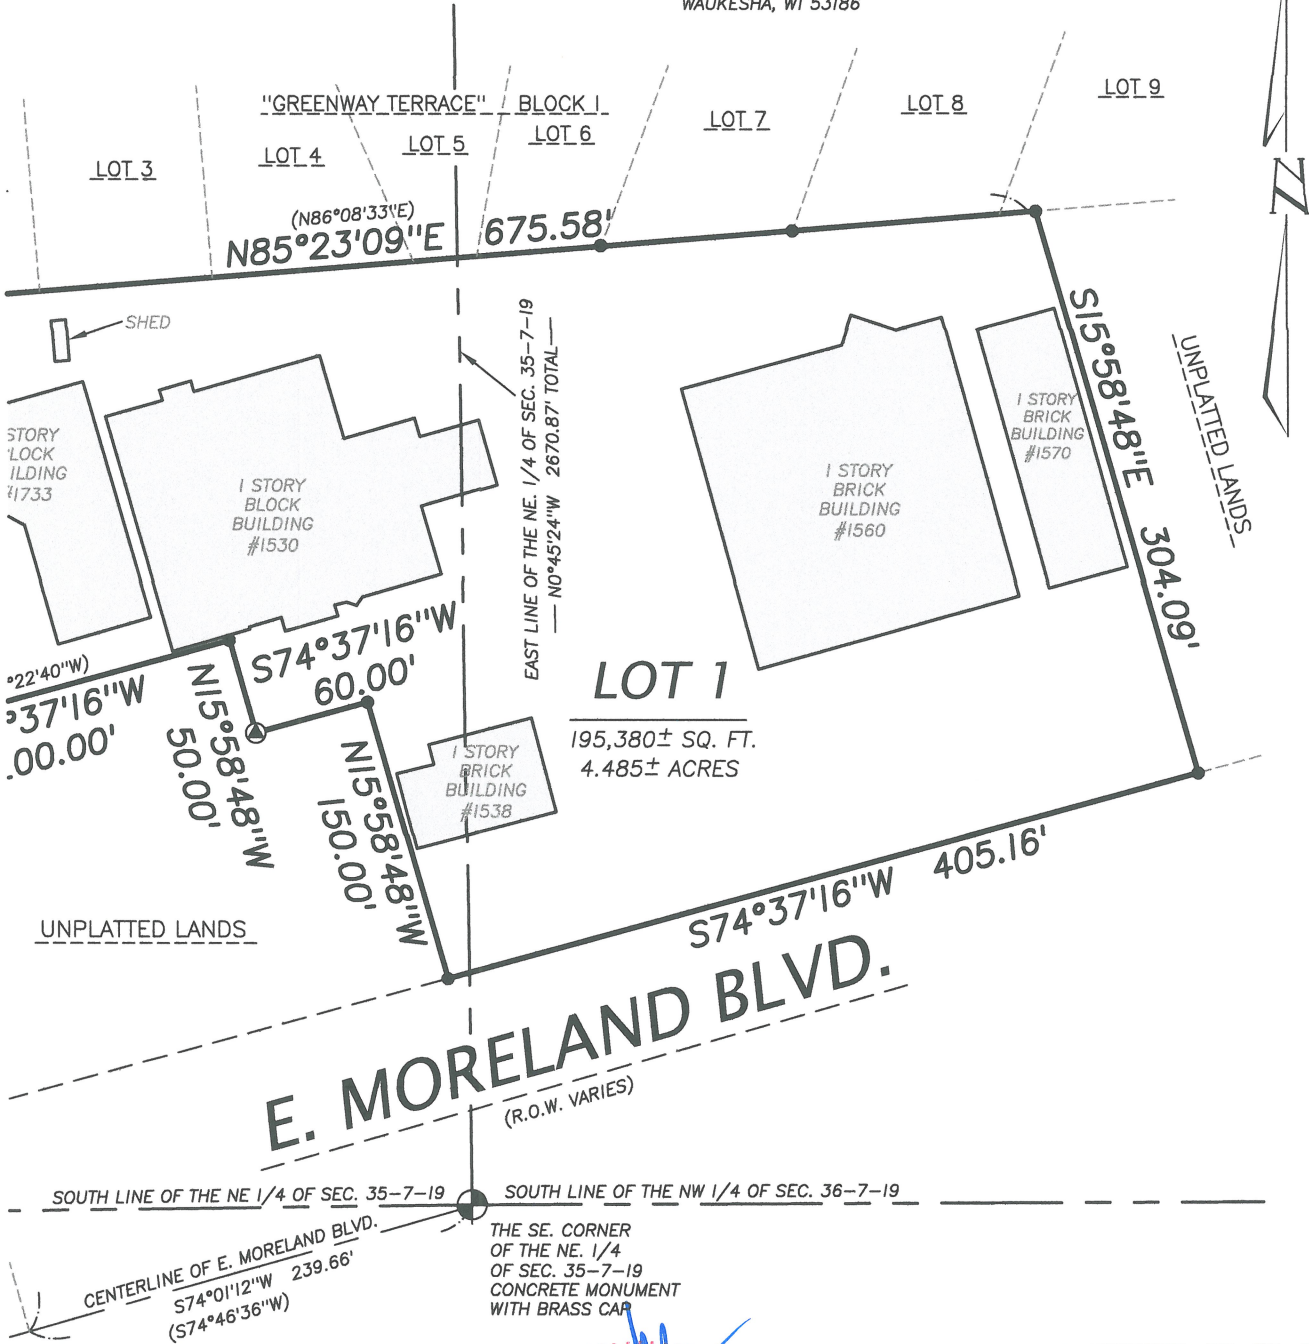 WAUKESHA, WI 53186
LOT 9
"GREENWAY TERRACE" BLOCK 1
LOT 8
LOT 7
LOT 6
LOT 5
LOT 4
LOT 3
N
(N86°08'33"E)
N85°23'09"E 675.58'
SHED
EAST LINE OF THE NE. 1/4 OF SEC. 35-7-19
N0°45'24"W 2670.87' TOTAL
S15°58'48"E 304.09'
UNPLATTED LANDS
STORY
LOCK
ILDING
#1733
1 STORY
BLOCK
BUILDING
#1530
1 STORY
BRICK
BUILDING
#1560
1 STORY
BRICK
BUILDING
#1570
S74°37'16"W
60.00'
°22'40"W)
°37'16"W
00.00'
N15°58'48"W
50.00'
N15°58'48"W
150.00'
LOT 1
195,380± SQ. FT.
4.485± ACRES
1 STORY
BRICK
BUILDING
#1538
S74°37'16"W 405.16'
UNPLATTED LANDS
E. MORELAND BLVD.
(R.O.W. VARIES)
SOUTH LINE OF THE NE 1/4 OF SEC. 35-7-19
SOUTH LINE OF THE NW 1/4 OF SEC. 36-7-19
CENTERLINE OF E. MORELAND BLVD.
S74°01'12"W 239.66'
(S74°46'36"W)
THE SE. CORNER
OF THE NE. 1/4
OF SEC. 35-7-19
CONCRETE MONUMENT
WITH BRASS CAP